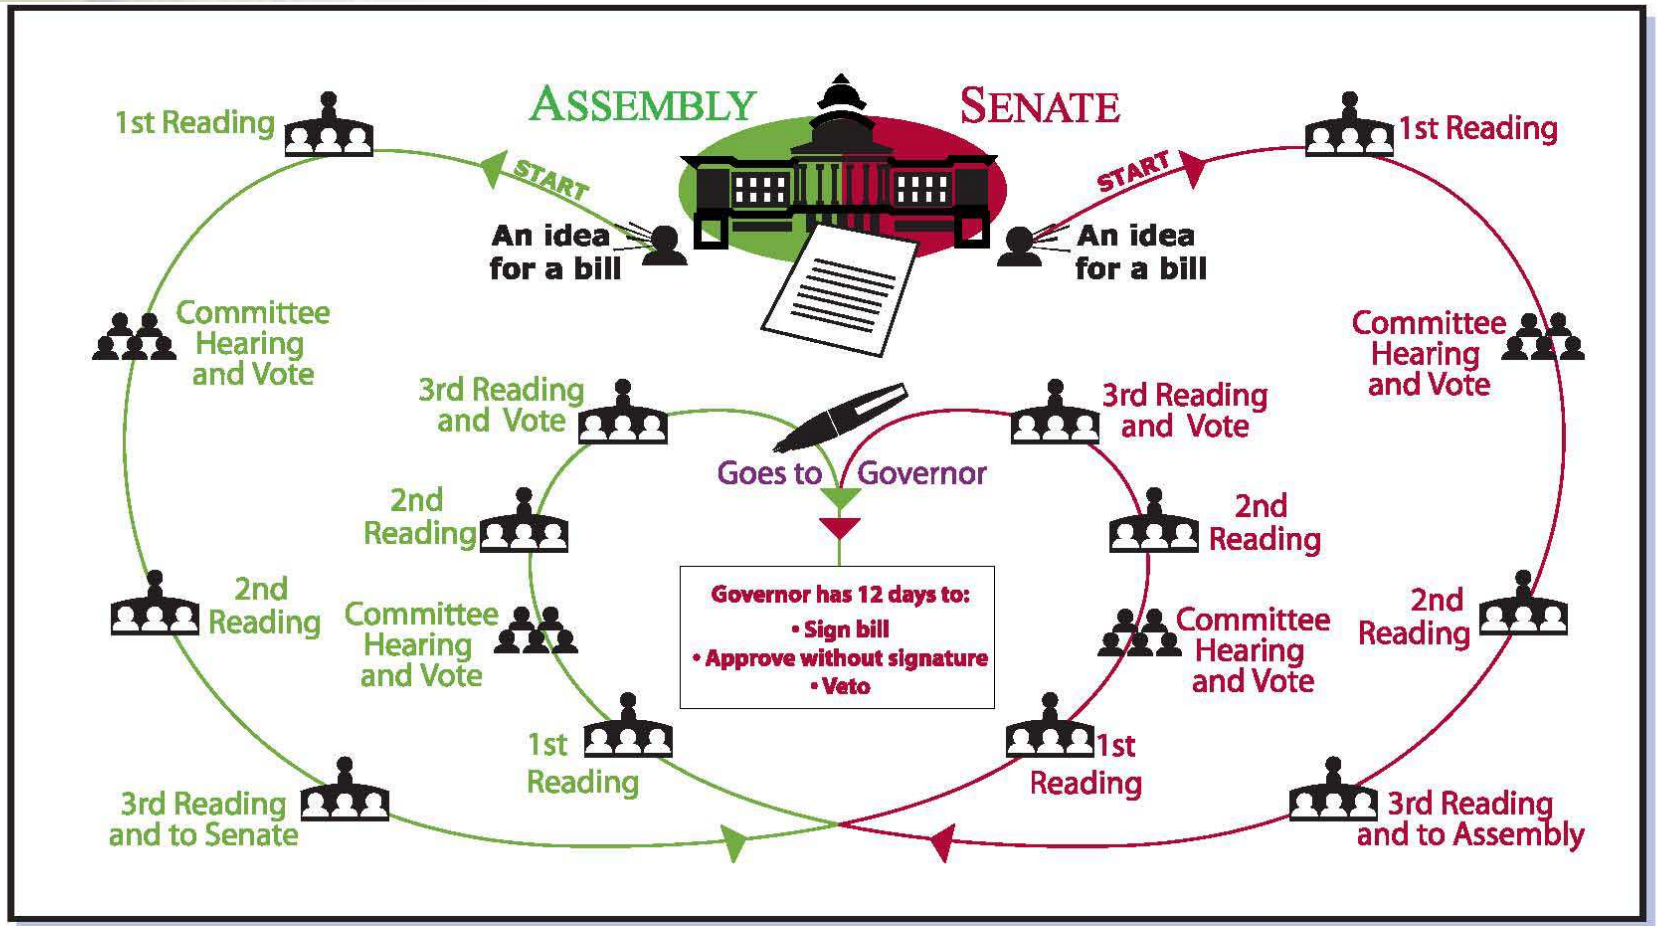 ASSEMBLY
SENATE
1st Reading
START
An idea
for a bill
START
An idea
for a bill
1st Reading
Committee
Hearing
and Vote
Committee
Hearing
and Vote
3rd Reading
and Vote
3rd Reading
and Vote
Goes to Governor
2nd
Reading
2nd
Reading
2nd
Reading
Committee
Hearing
and Vote
Governor has 12 days to:
• Sign bill
• Approve without signature
• Veto
Committee
Hearing
and Vote
2nd
Reading
1st
Reading
1st
Reading
3rd Reading
and to Senate
3rd Reading
and to Assembly